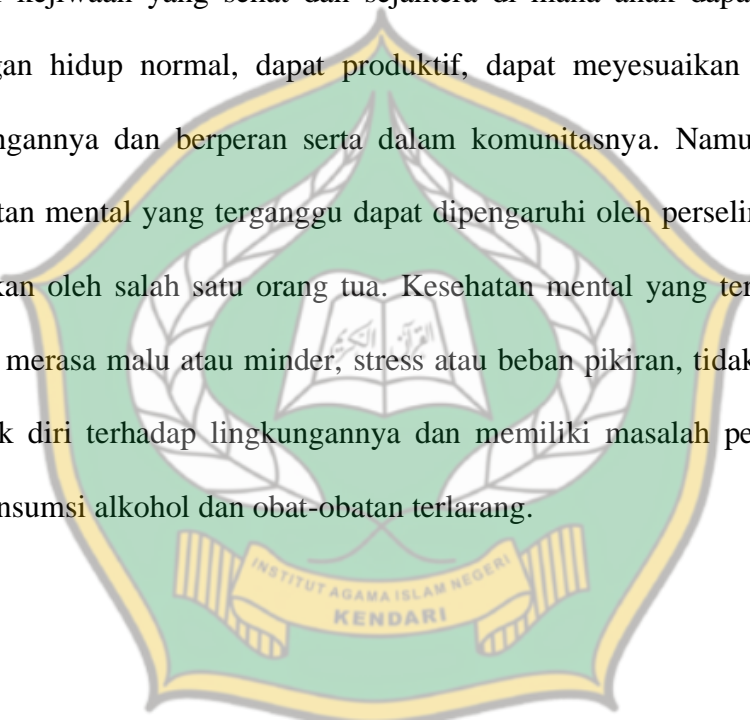 kejiwaan yang sehat dan sejahtera di mana anak dapa
gan hidup normal, dapat produktif, dapat meyesuaikan
ngannya dan berperan serta dalam komunitasnya. Namu
tan mental yang terganggu dapat dipengaruhi oleh perselin
kan oleh salah satu orang tua. Kesehatan mental yang ter
merasa malu atau minder, stress atau beban pikiran, tidak
k diri terhadap lingkungannya dan memiliki masalah pe
nsumsi alkohol dan obat-obatan terlarang.
القرآن الكريم
INSTITUT AGAMA ISLAM NEGERI
KENDARI